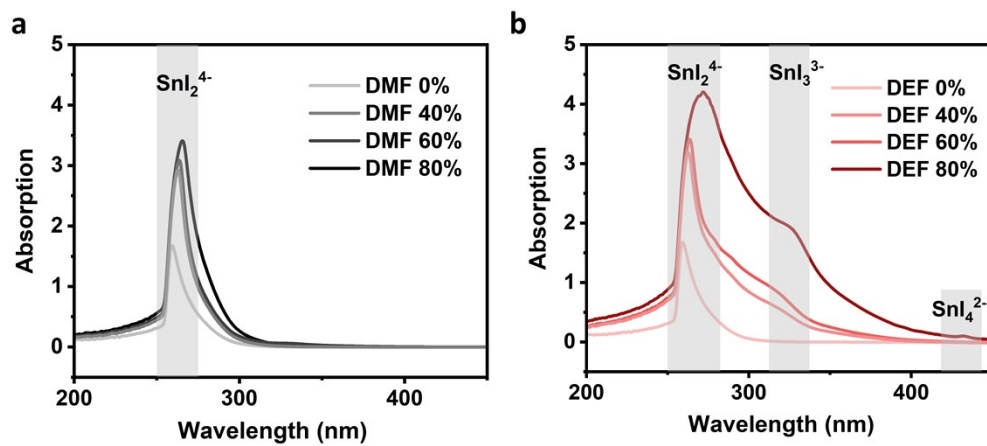 a
5
4
3
2
1
0
Absorption
SnI₂⁴⁻
DMF 0%
DMF 40%
DMF 60%
DMF 80%
200
300
400
Wavelength (nm)
b
5
4
3
2
1
0
Absorption
SnI₂⁴⁻
SnI₃³⁻
DEF 0%
DEF 40%
DEF 60%
DEF 80%
SnI₄²⁻
200
300
400
Wavelength (nm)